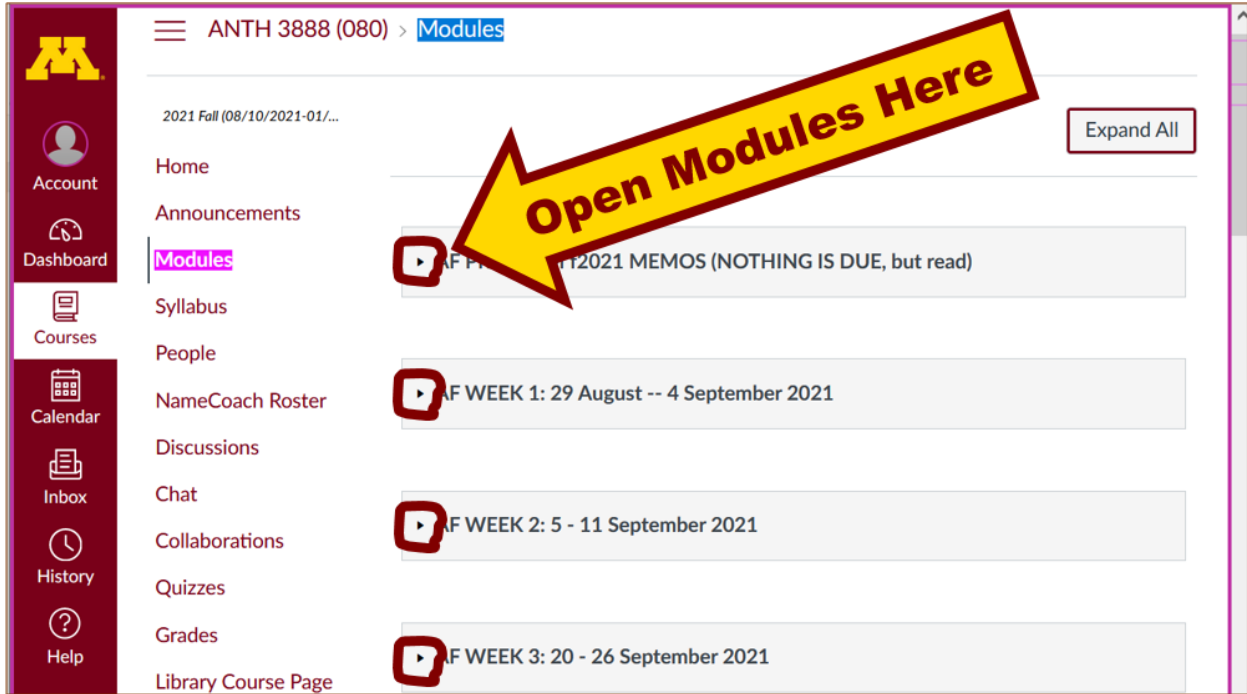 ANTH 3888 (080) > Modules
2021 Fall (08/10/2021-01/...
Home
Announcements
Modules
Syllabus
People
NameCoach Roster
Discussions
Chat
Collaborations
Quizzes
Grades
Library Course Page
M
Account
Dashboard
Courses
Calendar
Inbox
History
Help
Open Modules Here
Expand All
2021 MEMOS (NOTHING IS DUE, but read)
AF WEEK 1: 29 August -- 4 September 2021
AF WEEK 2: 5 - 11 September 2021
AF WEEK 3: 20 - 26 September 2021